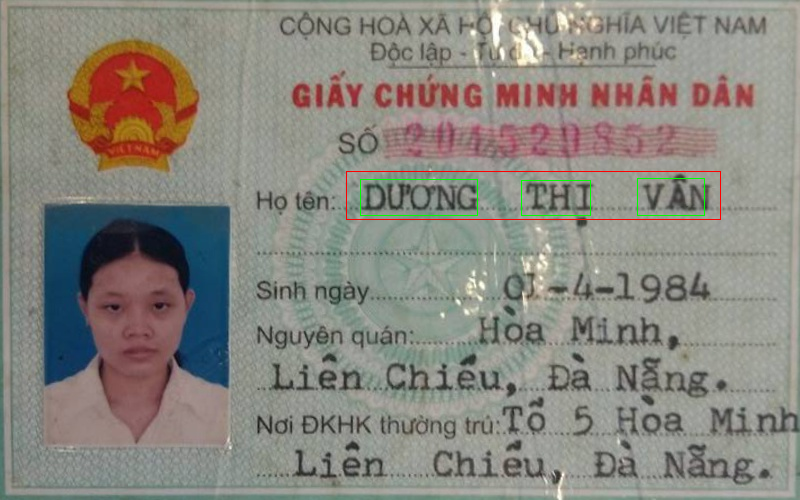 CỘNG HOÀ XÃ HỘI CHỦ NGHĨA VIỆT NAM
Độc lập - Tự do - Hạnh phúc
GIẤY CHỨNG MINH NHÂN DÂN
SỐ 201520852
Họ tên: DƯƠNG THỊ VÂN
Sinh ngày 01-4-1984
Nguyên quán: Hòa Minh,
Liên Chiểu, Đà Nẵng.
Nơi ĐKHK thường trú: Tổ 5 Hòa Minh
Liên Chiểu, Đà Nẵng.
VIỆT NAM